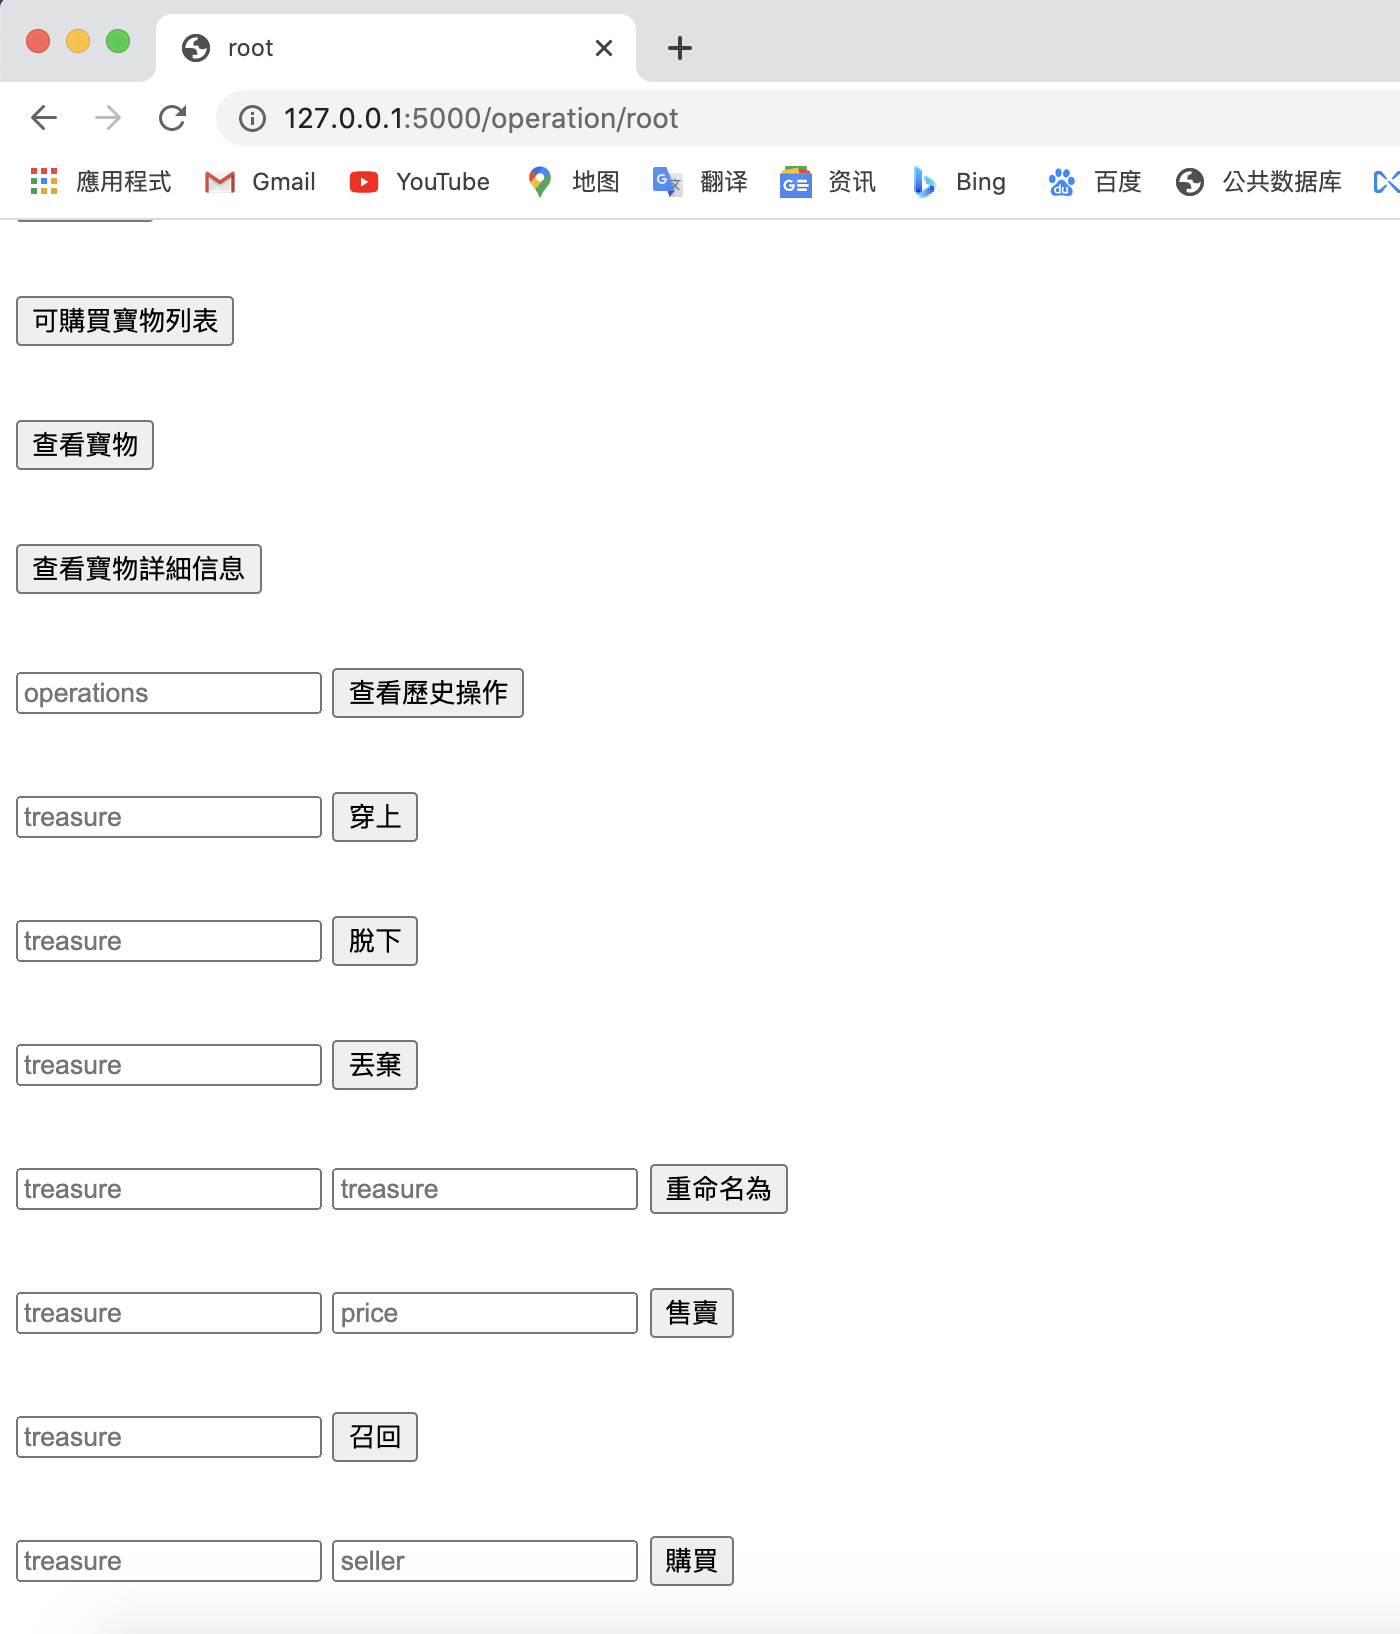 root
127.0.0.1:5000/operation/root
應用程式 Gmail YouTube 地图 翻译 资讯 Bing 百度 公共数据库
可購買寶物列表
查看寶物
查看寶物詳細信息
operations 查看歷史操作
treasure 穿上
treasure 脫下
treasure 丟棄
treasure treasure 重命名為
treasure price 售賣
treasure 召回
treasure seller 購買